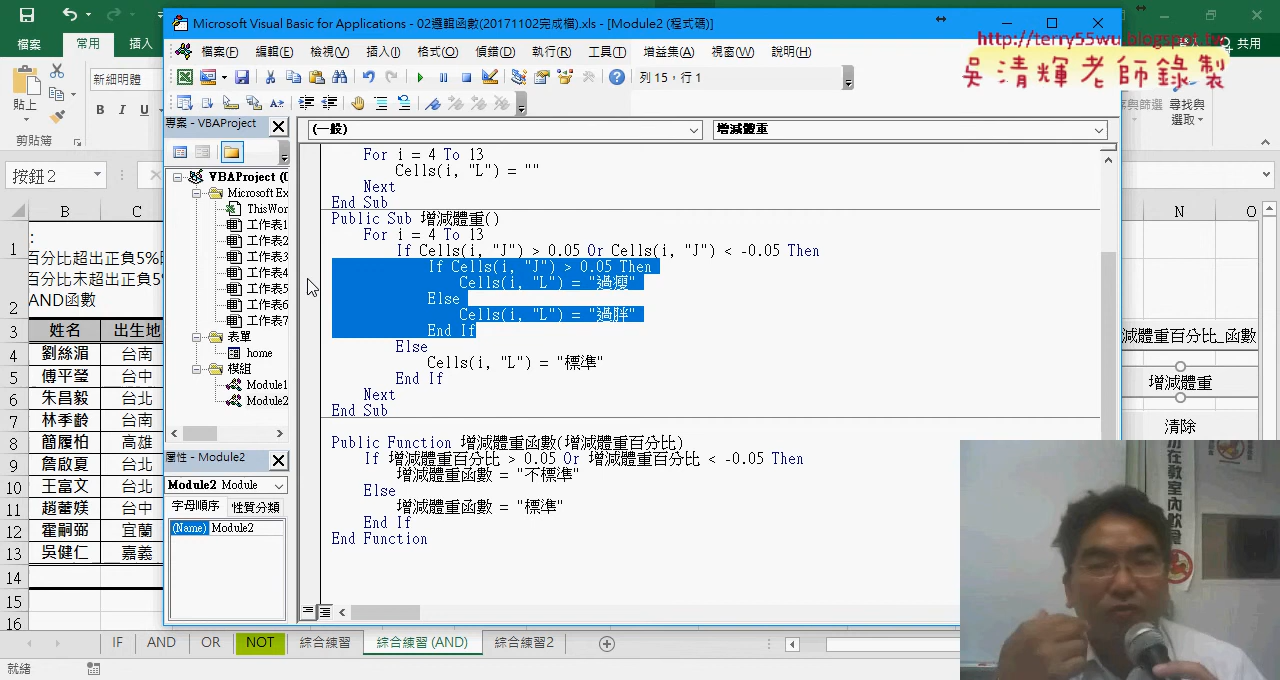 Microsoft Visual Basic for Applications - 02邏輯函數(20171102完成檔).xls - [Module2 (程式碼)]
http://terry55wu.blogspot.tw
吳清輝老師錄製
檔案 常用 插入
共用
檔案(F) 編輯(E) 檢視(V) 插入(I) 執行(R) 工具(T) 增益集(A) 視窗(W) 說明(H)
新細明體
列 15，行 1
貼上
B I U
尋找與
選取
剪貼簿
專案 - VBAProject
(一般) 增減體重
按鈕 2
VBAProject (0
Microsoft Ex
ThisWor
工作表1
工作表2
工作表3
工作表4
工作表5
工作表6
工作表7
表單
home
模組
Module1
Module2
屬性 - Module2
Module2 Module
字母順序 性質分類
(Name) Module2
For i = 4 To 13
Cells(i, "L") = ""
Next
End Sub
Public Sub 增減體重()
For i = 4 To 13
If Cells(i, "J") > 0.05 Or Cells(i, "J") < -0.05 Then
If Cells(i, "J") > 0.05 Then
Cells(i, "L") = "過瘦"
Else
Cells(i, "L") = "過胖"
End If
Else
Cells(i, "L") = "標準"
End If
Next
End Sub
Public Function 增減體重函數(增減體重百分比)
If 增減體重百分比 > 0.05 Or 增減體重百分比 < -0.05 Then
增減體重函數 = "不標準"
Else
增減體重函數 = "標準"
End If
End Function
B C N O
1 :
百分比超出正負5%
百分比未超出正負5
2 AND函數
3 姓名 出生地
4 劉絲湄 台南
5 傅平瑩 台中
6 朱昌毅 台北
7 林季齡 台南
8 簡履柏 高雄
9 詹啟夏 台北
10 王富文 台北
11 趙蕾媄 台中
12 霍嗣弼 宜蘭
13 吳健仁 嘉義
14
15
16
減體重百分比_函數
增減體重
清除
IF AND OR NOT 綜合練習 綜合練習 (AND) 綜合練習2
就緒